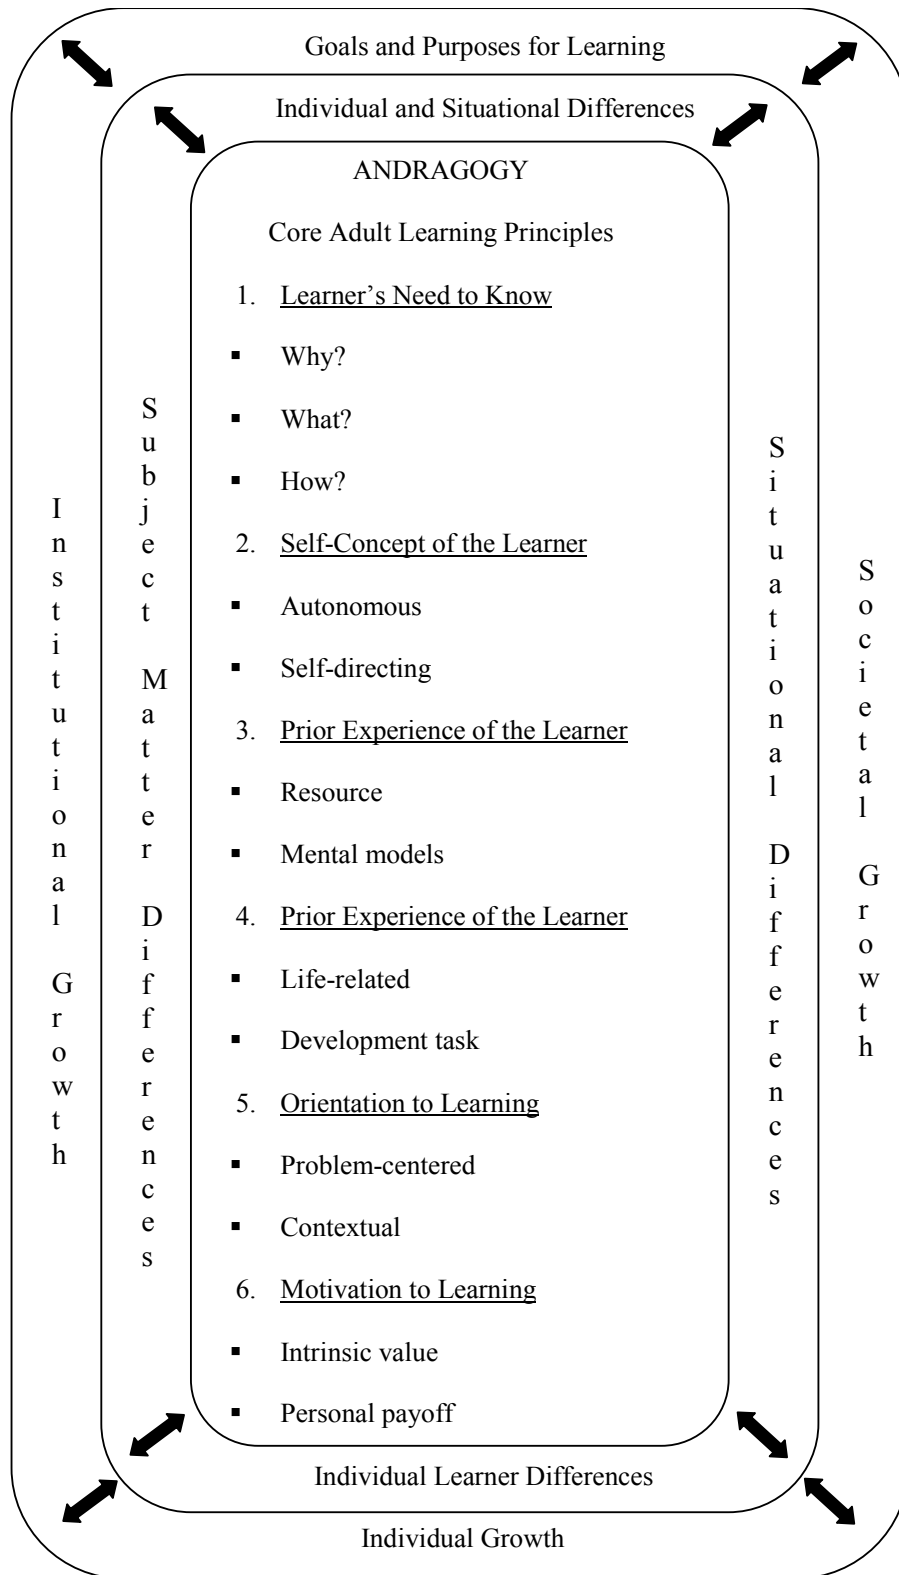 Goals and Purposes for Learning
Individual and Situational Differences
ANDRAGOGY
Core Adult Learning Principles
1. Learner’s Need to Know
▪ Why?
▪ What?
▪ How?
2. Self-Concept of the Learner
▪ Autonomous
▪ Self-directing
3. Prior Experience of the Learner
▪ Resource
▪ Mental models
4. Prior Experience of the Learner
▪ Life-related
▪ Development task
5. Orientation to Learning
▪ Problem-centered
▪ Contextual
6. Motivation to Learning
▪ Intrinsic value
▪ Personal payoff
Institutional Growth
Subject Matter Differences
Situational Differences
Societal Growth
Individual Learner Differences
Individual Growth